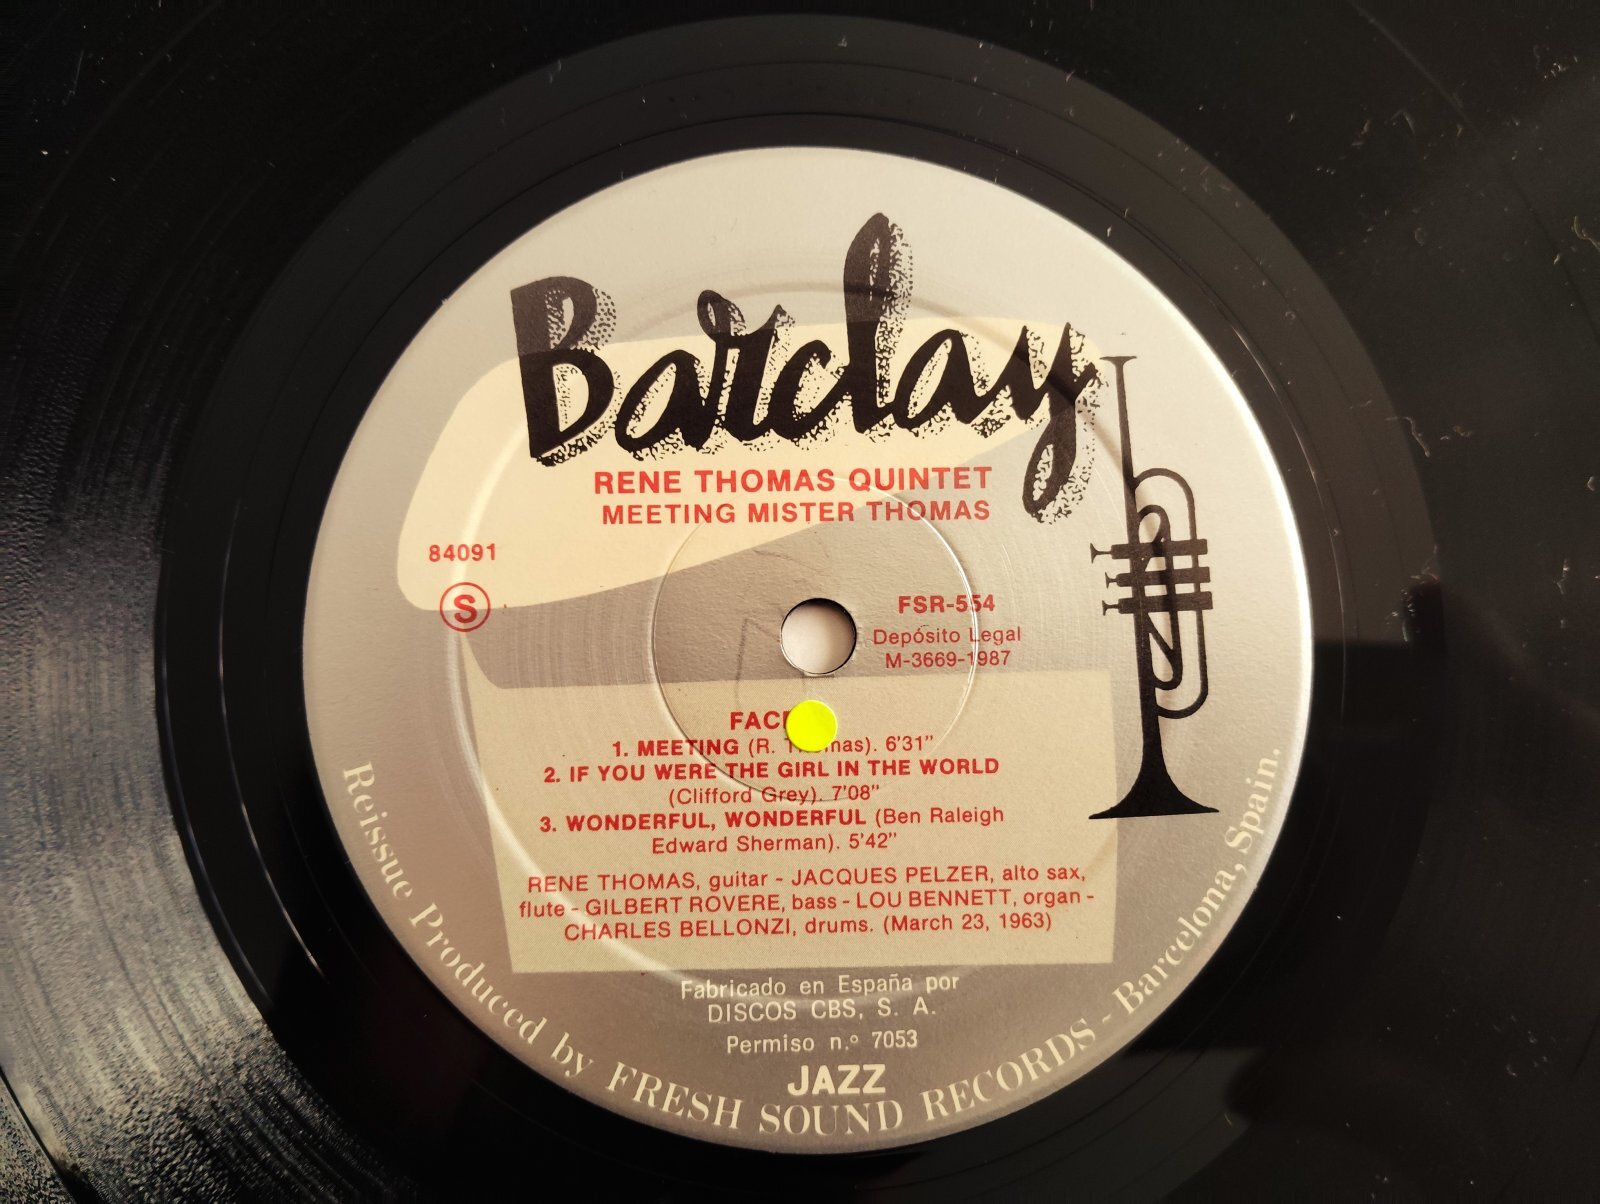 Barclay
RENE THOMAS QUINTET
MEETING MISTER THOMAS
84091
S
FSR-554
Depósito Legal
M-3669-1987
1. MEETING (R. Thomas). 6'31"
2. IF YOU WERE THE GIRL IN THE WORLD
(Clifford Grey). 7'08"
3. WONDERFUL, WONDERFUL (Ben Raleigh
Edward Sherman). 5'42"
RENE THOMAS, guitar - JACQUES PELZER, alto sax,
flute - GILBERT ROVERE, bass - LOU BENNETT, organ -
CHARLES BELLONZI, drums. (March 23, 1963)
Fabricado en España por
DISCOS CBS, S. A.
Permiso n.º 7053
JAZZ
Reissue Produced by FRESH SOUND RECORDS - Barcelona, Spain.